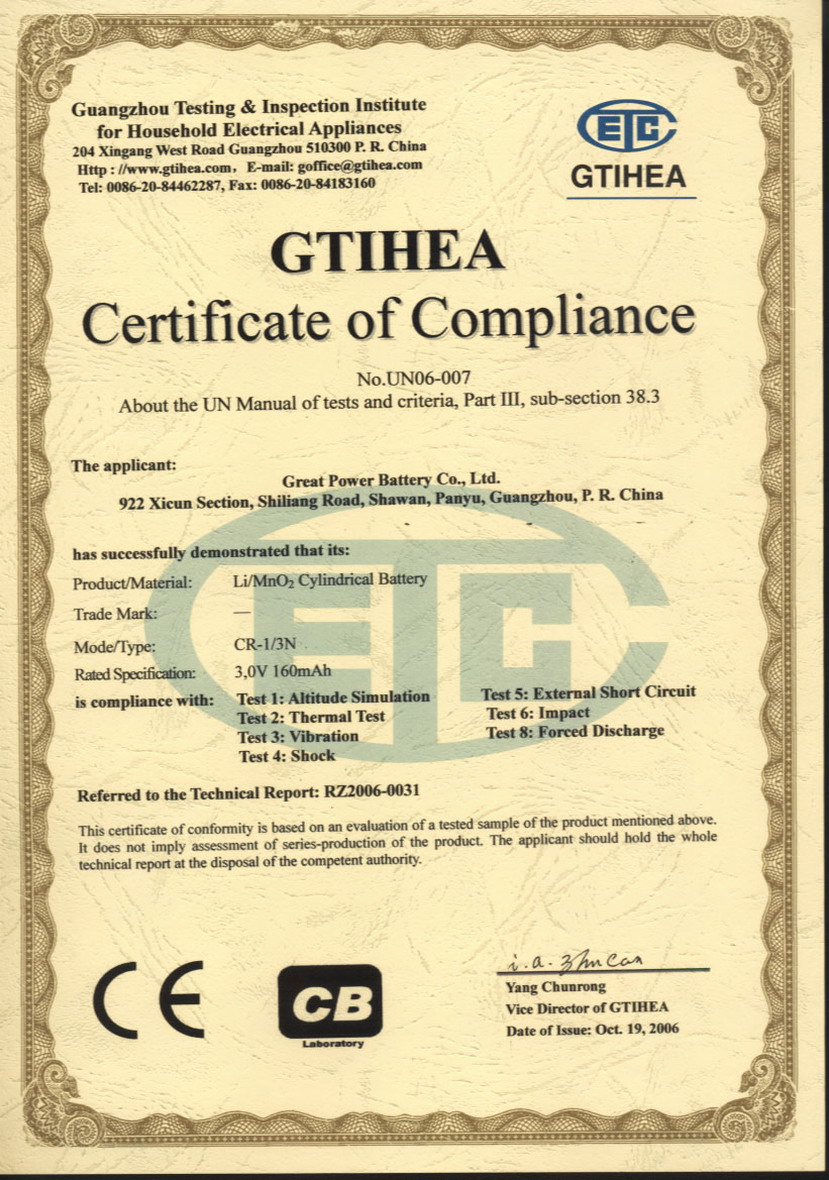 Guangzhou Testing & Inspection Institute
for Household Electrical Appliances
204 Xingang West Road Guangzhou 510300 P. R. China
Http : //www.gtihea.com, E-mail: goffice@gtihea.com
Tel: 0086-20-84462287, Fax: 0086-20-84183160
ETC
GTIHEA
GTIHEA
Certificate of Compliance
No.UN06-007
About the UN Manual of tests and criteria, Part III, sub-section 38.3
The applicant:
Great Power Battery Co., Ltd.
922 Xicun Section, Shiliang Road, Shawan, Panyu, Guangzhou, P. R. China
ETC
has successfully demonstrated that its:
Product/Material: Li/MnO₂ Cylindrical Battery
Trade Mark: —
Mode/Type: CR-1/3N
Rated Specification: 3,0V 160mAh
is compliance with: Test 1: Altitude Simulation Test 5: External Short Circuit
Test 2: Thermal Test Test 6: Impact
Test 3: Vibration Test 8: Forced Discharge
Test 4: Shock
Referred to the Technical Report: RZ2006-0031
This certificate of conformity is based on an evaluation of a tested sample of the product mentioned above.
It does not imply assessment of series-production of the product. The applicant should hold the whole
technical report at the disposal of the competent authority.
CE
CB
Laboratory
i.a.
Yang Chunrong
Vice Director of GTIHEA
Date of Issue: Oct. 19, 2006